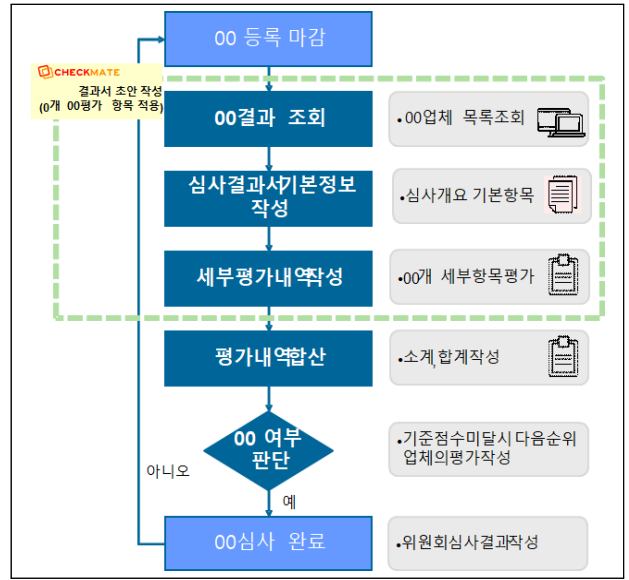 00 등록 마감
CHECKMATE
결과서 초안 작성
(0개 00평가 항목 적용)
00결과 조회
•00업체 목록조회
심사결과서기본정보
작성
•심사개요 기본항목
세부평가내역작성
•00개 세부항목평가
평가내역합산
•소계,합계작성
00 여부
판단
•기준점수미달시 다음순위
업체의평가작성
아니오
예
00심사 완료
•위원회심사결과작성